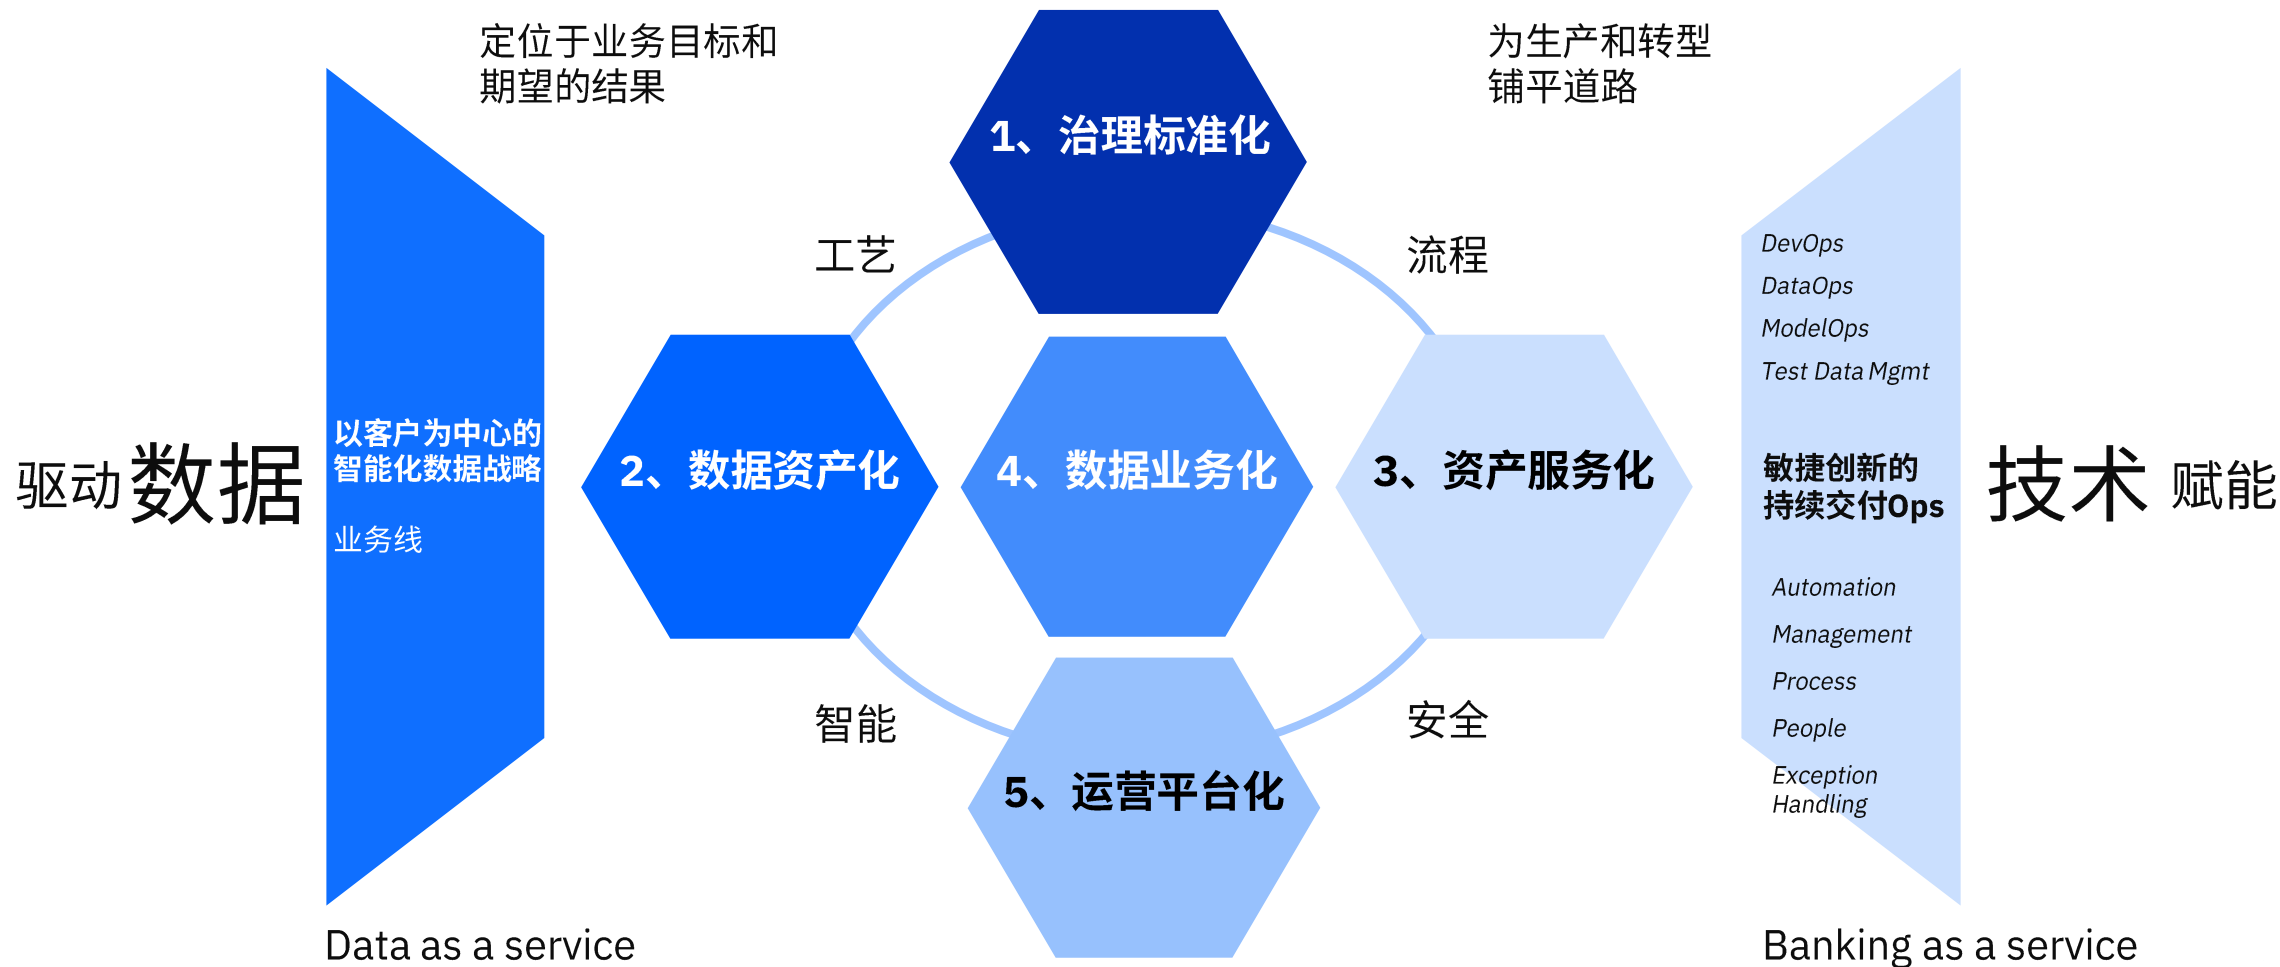 定位于业务目标和
期望的结果
为生产和转型
铺平道路
1、治理标准化
工艺
流程
驱动数据
以客户为中心的
智能化数据战略
业务线
2、数据资产化
4、数据业务化
3、资产服务化
DevOps
DataOps
ModelOps
Test Data Mgmt
敏捷创新的
持续交付Ops
Automation
Management
Process
People
Exception
Handling
技术 赋能
智能
安全
5、运营平台化
Data as a service
Banking as a service